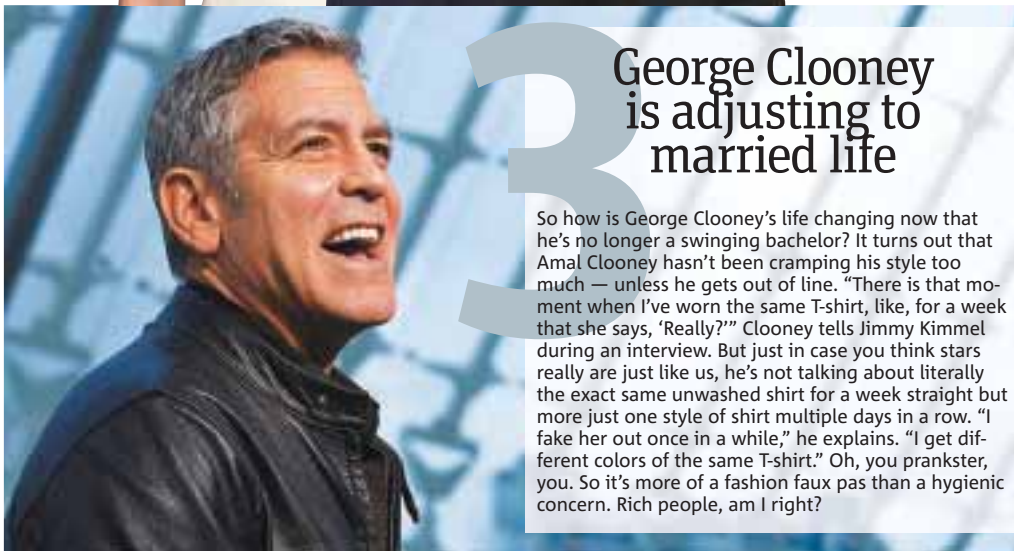 3
George Clooney
is adjusting to
married life
So how is George Clooney’s life changing now that
he’s no longer a swinging bachelor? It turns out that
Amal Clooney hasn’t been cramping his style too
much — unless he gets out of line. “There is that mo-
ment when I’ve worn the same T-shirt, like, for a week
that she says, ‘Really?’” Clooney tells Jimmy Kimmel
during an interview. But just in case you think stars
really are just like us, he’s not talking about literally
the exact same unwashed shirt for a week straight but
more just one style of shirt multiple days in a row. “I
fake her out once in a while,” he explains. “I get dif-
ferent colors of the same T-shirt.” Oh, you prankster,
you. So it’s more of a fashion faux pas than a hygienic
concern. Rich people, am I right?